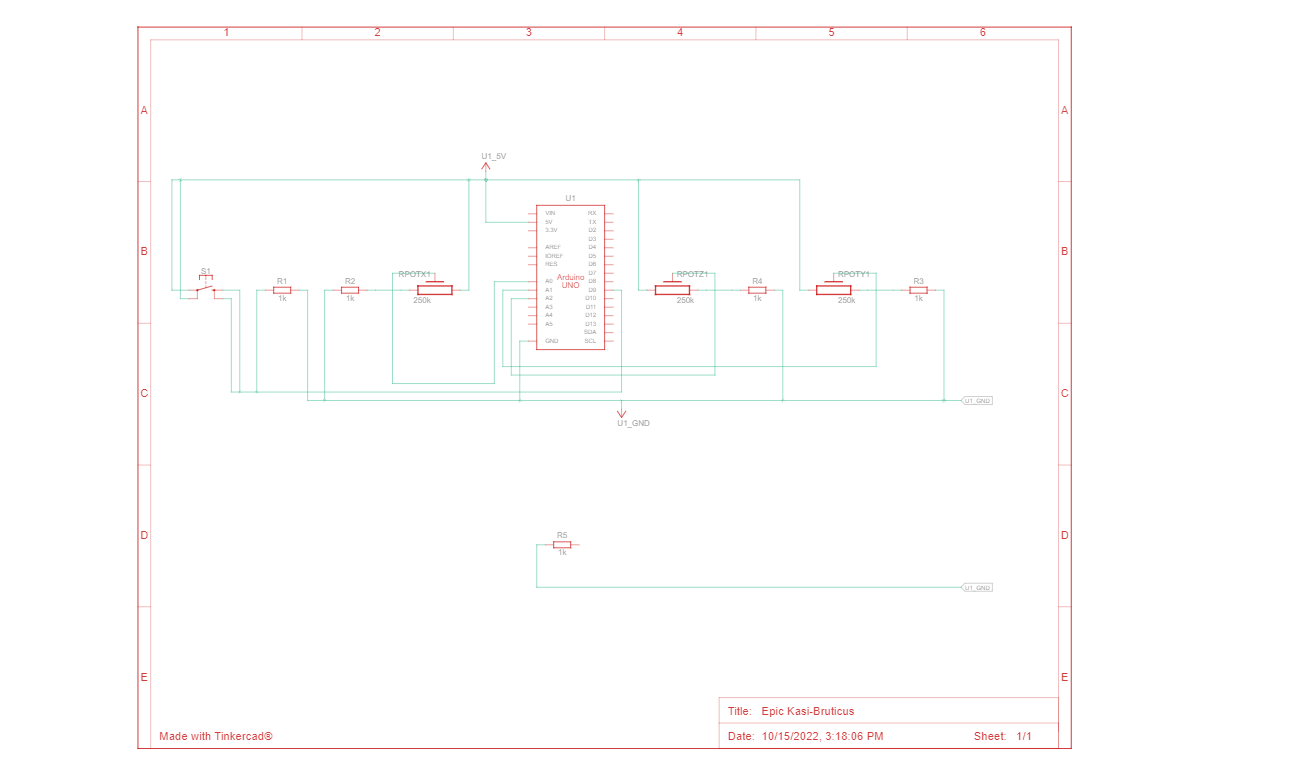 1 2 3 4 5 6
A A
U1_5V
U1
VIN RX
5V TX
3.3V D2
D3
B B
AREF D4
IOREF D5
RES D6
D7
S1 R1 R2 RPOTX1 RPOTZ1 R4 RPOTY1 R3
Arduino
UNO
A0 D8
A1 D9
A2 D10
A3 D11
A4 D12
A5 D13
SDA
GND SCL
1k 1k 250k 250k 1k 250k 1k
C C
U1_GND
U1_GND
D D
R5
1k
U1_GND
E E
Title: Epic Kasi-Bruticus
Made with Tinkercad®
Date: 10/15/2022, 3:18:06 PM Sheet: 1/1